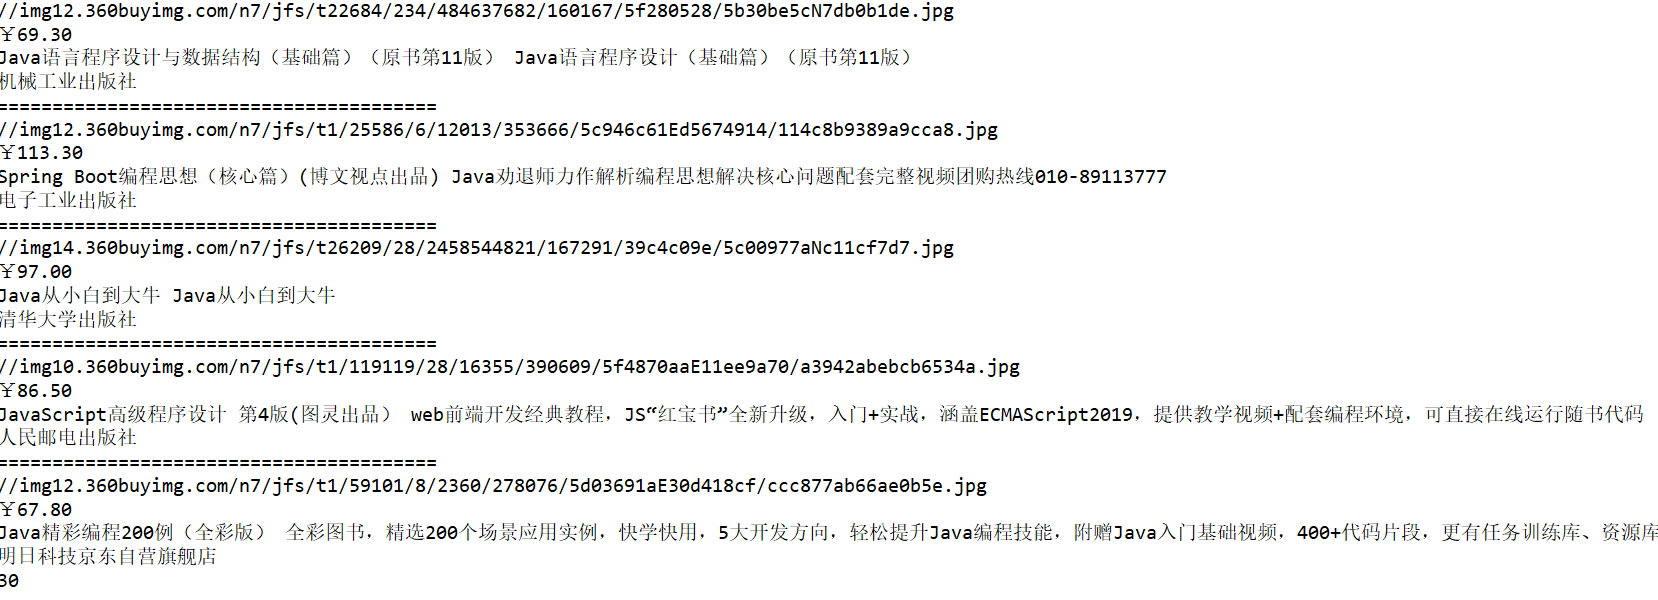 //img12.360buyimg.com/n7/jfs/t22684/234/484637682/160167/5f280528/5b30be5cN7db0b1de.jpg
￥69.30
Java语言程序设计与数据结构（基础篇）（原书第11版） Java语言程序设计（基础篇）（原书第11版）
机械工业出版社
========================================
//img12.360buyimg.com/n7/jfs/t1/25586/6/12013/353666/5c946c61Ed5674914/114c8b9389a9cca8.jpg
￥113.30
Spring Boot编程思想（核心篇）(博文视点出品) Java劝退师力作解析编程思想解决核心问题配套完整视频团购热线010-89113777
电子工业出版社
========================================
//img14.360buyimg.com/n7/jfs/t26209/28/2458544821/167291/39c4c09e/5c00977aNc11cf7d7.jpg
￥97.00
Java从小白到大牛 Java从小白到大牛
清华大学出版社
========================================
//img10.360buyimg.com/n7/jfs/t1/119119/28/16355/390609/5f4870aaE11ee9a70/a3942abebcb6534a.jpg
￥86.50
JavaScript高级程序设计 第4版(图灵出品） web前端开发经典教程，JS“红宝书”全新升级，入门+实战，涵盖ECMAScript2019，提供教学视频+配套编程环境，可直接在线运行随书代码
人民邮电出版社
========================================
//img12.360buyimg.com/n7/jfs/t1/59101/8/2360/278076/5d03691aE30d418cf/ccc877ab66ae0b5e.jpg
￥67.80
Java精彩编程200例（全彩版） 全彩图书，精选200个场景应用实例，快学快用，5大开发方向，轻松提升Java编程技能，附赠Java入门基础视频，400+代码片段，更有任务训练库、资源库
明日科技京东自营旗舰店
30